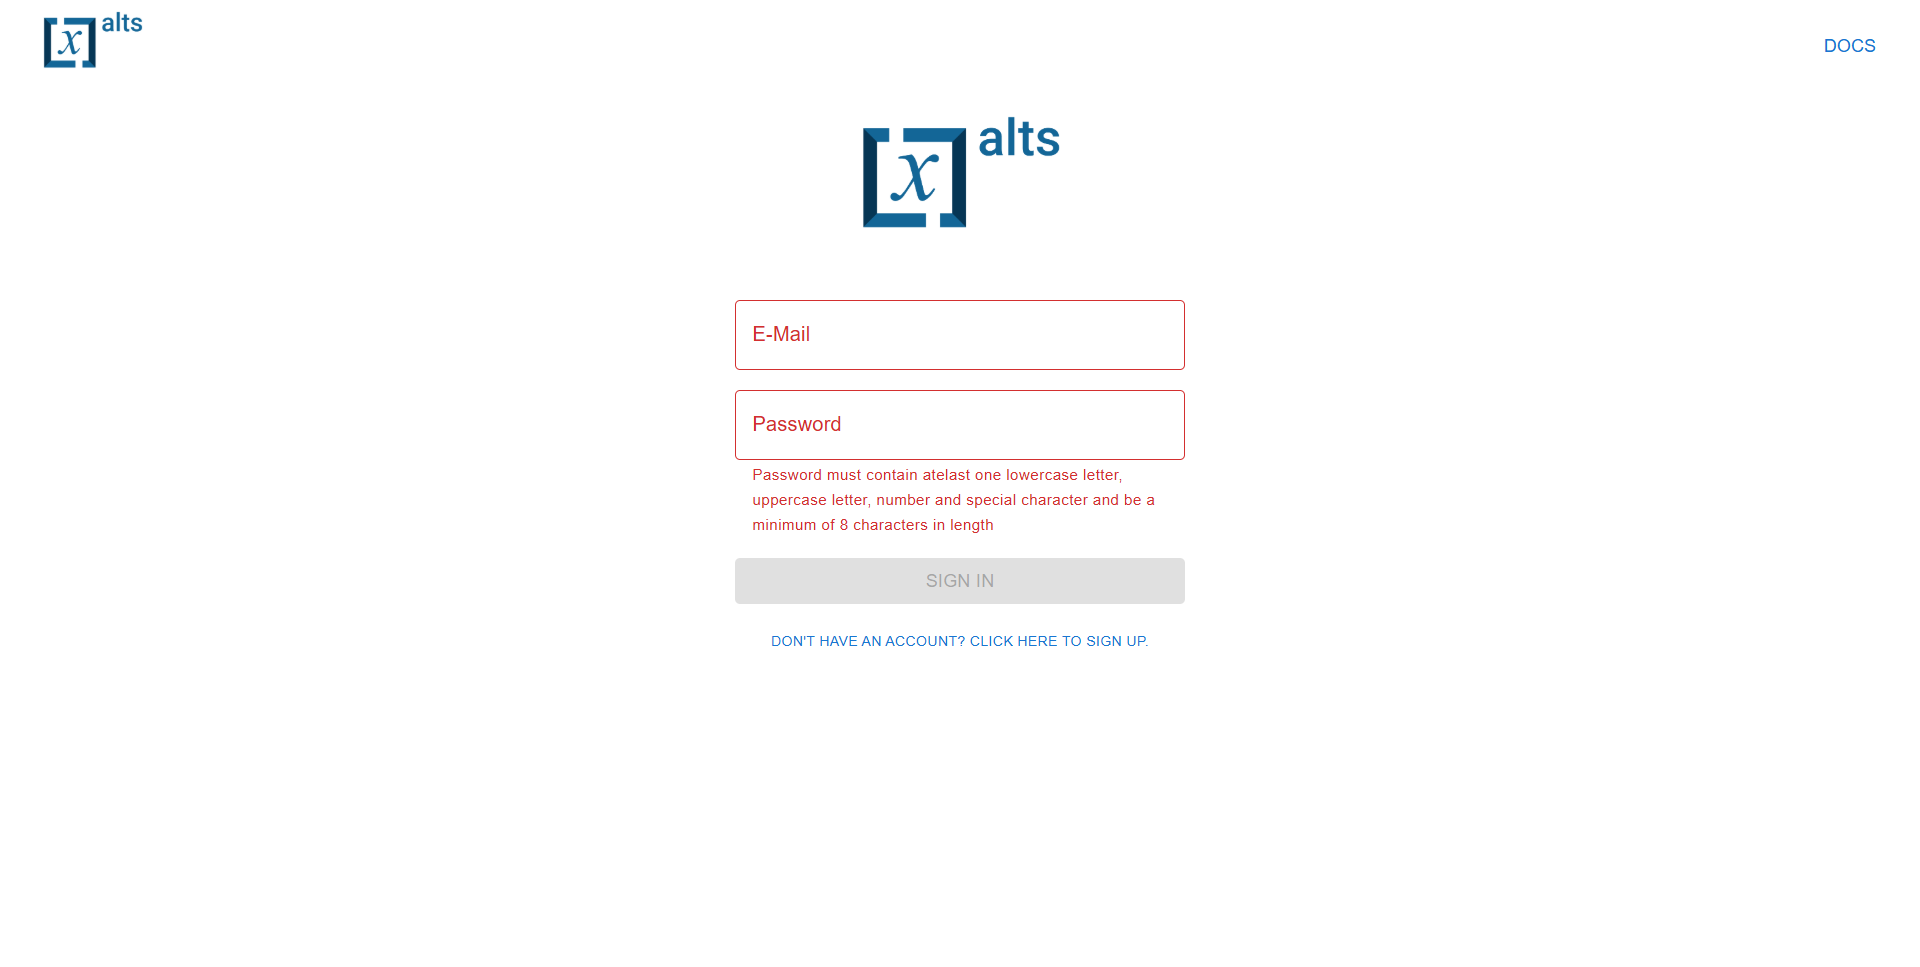 x alts
DOCS
x alts
E-Mail
Password
Password must contain atelast one lowercase letter,
uppercase letter, number and special character and be a
minimum of 8 characters in length
SIGN IN
DON'T HAVE AN ACCOUNT? CLICK HERE TO SIGN UP.